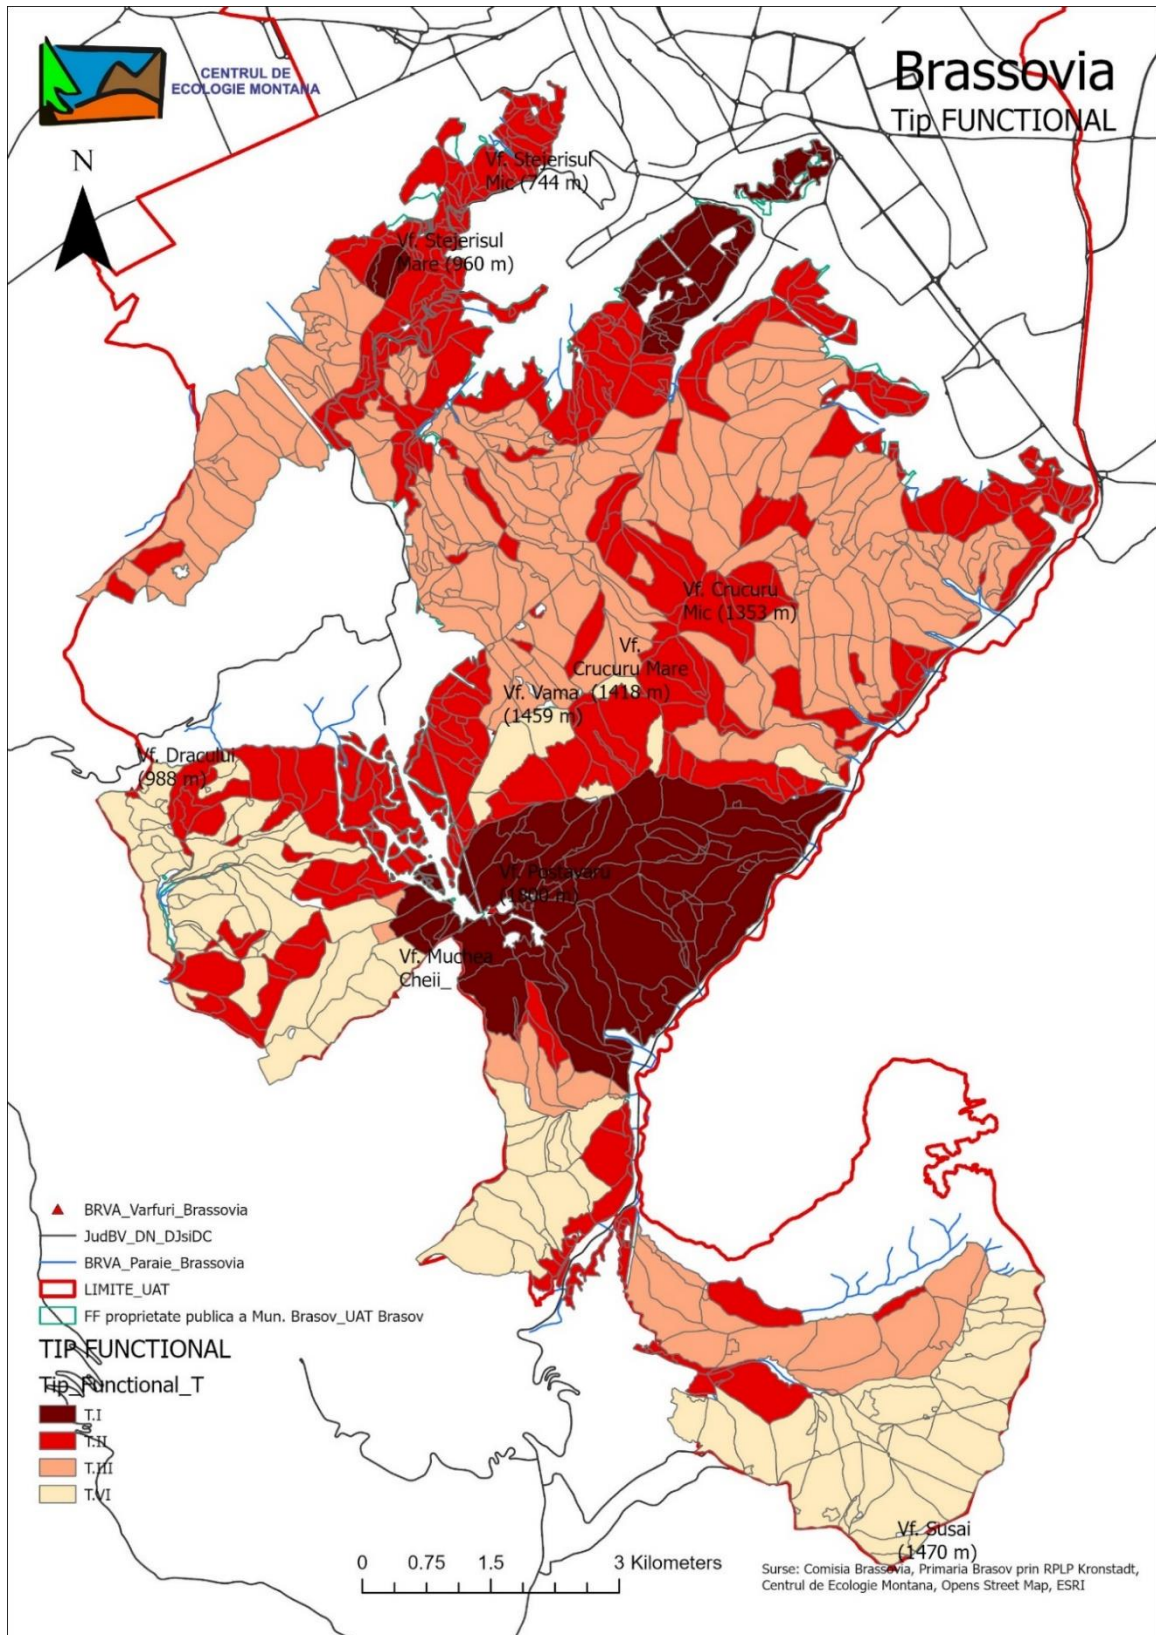 CENTRUL DE
ECOLOGIE MONTANA
Brassovia
Tip FUNCTIONAL
N
Vf. Stejerisul
Mic (744 m)
Vf. Stejerisul
Mare (960 m)
Vf. Crucuru
Mic (1353 m)
Vf.
Crucuru Mare
(1418 m)
Vf. Vama
(1459 m)
Vf. Dracului
(988 m)
Vf. Postavaru
(1800 m)
Vf. Muchea
Cheii_
BRVA_Varfuri_Brassovia
JudBV_DN_DJsiDC
BRVA_Paraie_Brassovia
LIMITE_UAT
FF proprietate publica a Mun. Brasov_UAT Brasov
TIP FUNCTIONAL
Tip_Functional_T
T.I
T.II
T.III
T.VI
0 0.75 1.5 3 Kilometers
Vf. Susai
(1470 m)
Surse: Comisia Brassovia, Primaria Brasov prin RPLP Kronstadt,
Centrul de Ecologie Montana, Opens Street Map, ESRI